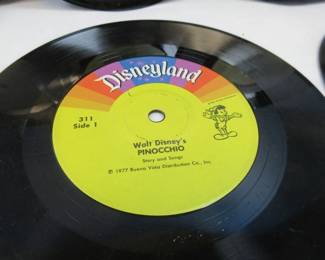 Disneyland
311
Side 1
Walt Disney's
PINOCCHIO
Story and Songs
© 1977 Buena Vista Distribution Co., Inc.